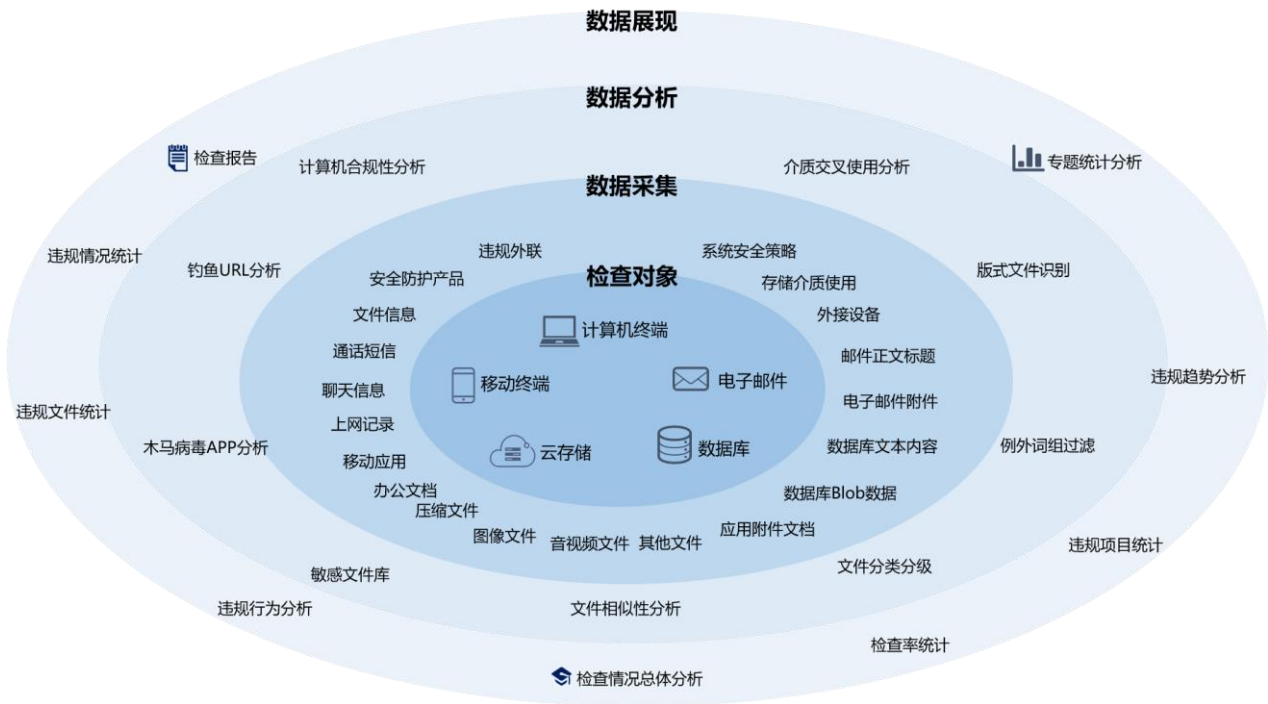 数据展现
数据分析
检查报告
计算机合规性分析
介质交叉使用分析
专题统计分析
数据采集
违规情况统计
钓鱼URL分析
违规外联
系统安全策略
版式文件识别
安全防护产品
检查对象
存储介质使用
文件信息
计算机终端
外接设备
通话短信
邮件正文标题
聊天信息
移动终端
电子邮件
违规趋势分析
违规文件统计
上网记录
电子邮件附件
木马病毒APP分析
移动应用
云存储
数据库
数据库文本内容
例外词组过滤
办公文档
数据库Blob数据
压缩文件
图像文件
音视频文件
其他文件
应用附件文档
违规项目统计
敏感文件库
文件分类分级
违规行为分析
文件相似性分析
检查率统计
检查情况总体分析